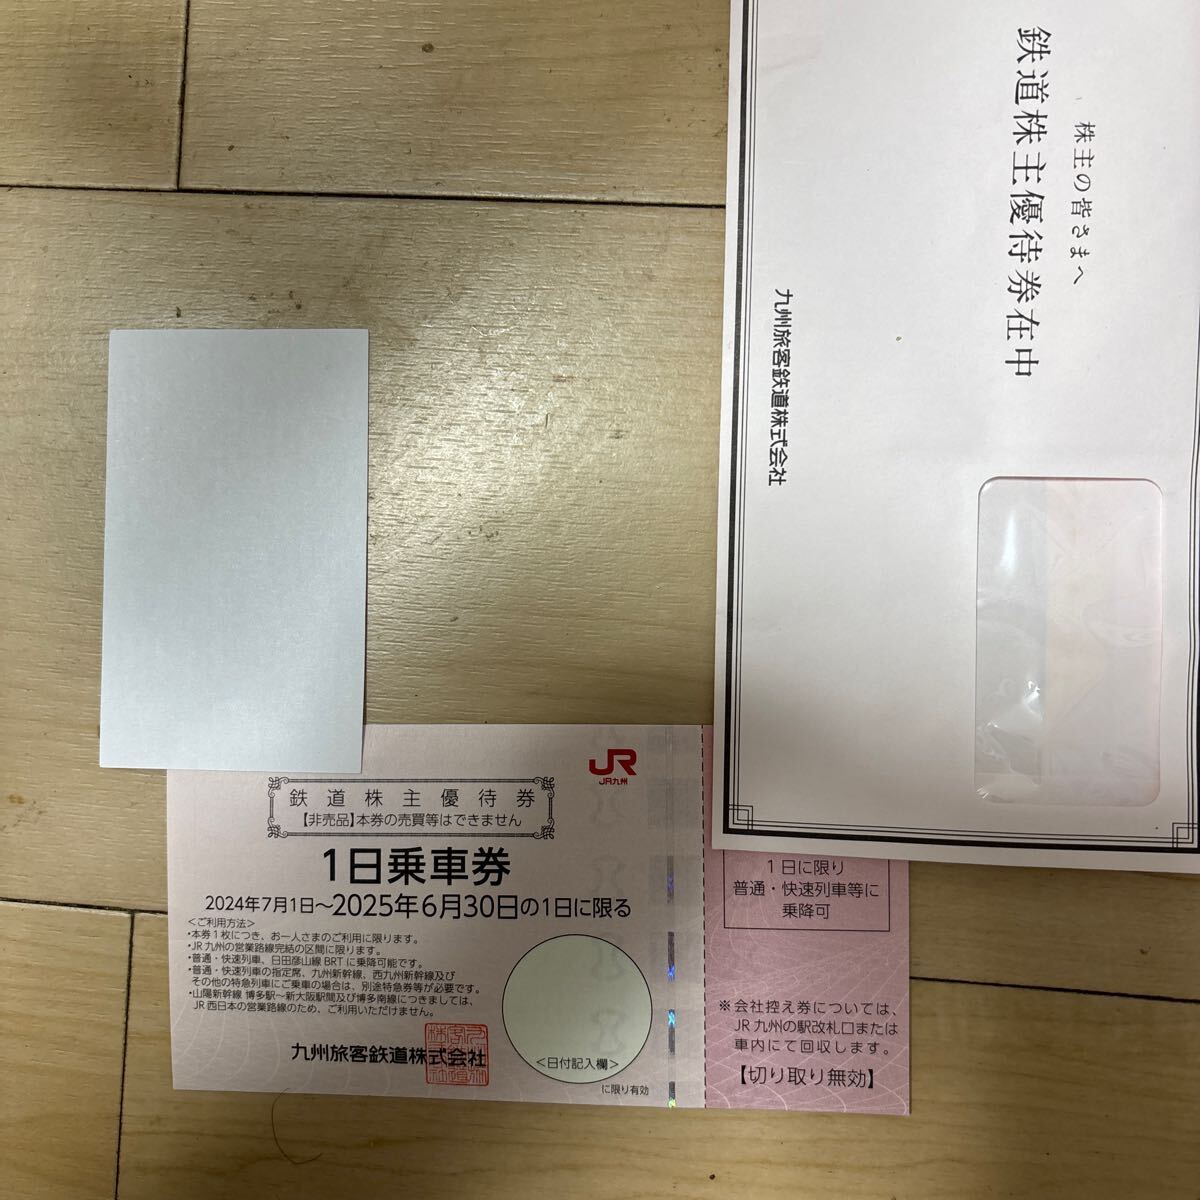 鉄道株主優待券在中
株主の皆さまへ
九州旅客鉄道株式会社
JR
JR九州
鉄道株主優待券
【非売品】本券の売買等はできません
1日乗車券
2024年7月1日～2025年6月30日の1日に限る
＜ご利用方法＞
・本券1枚につき、お一人さまのご利用に限ります。
・JR九州の営業路線完結の区間に限ります。
・普通・快速列車、日田彦山線BRTに乗降可能です。
・普通・快速列車の指定席、九州新幹線、西九州新幹線及び
その他の特急列車にご乗車の場合は、別途特急券等が必要です。
・山陽新幹線 博多駅～新大阪駅間及び博多南線につきましては、
JR西日本の営業路線のため、ご利用いただけません。
九州旅客鉄道株式会社
＜日付記入欄＞
に限り有効
1日に限り
普通・快速列車等に
乗降可
※会社控え券については、
JR九州の駅改札口または
車内にて回収します。
【切り取り無効】